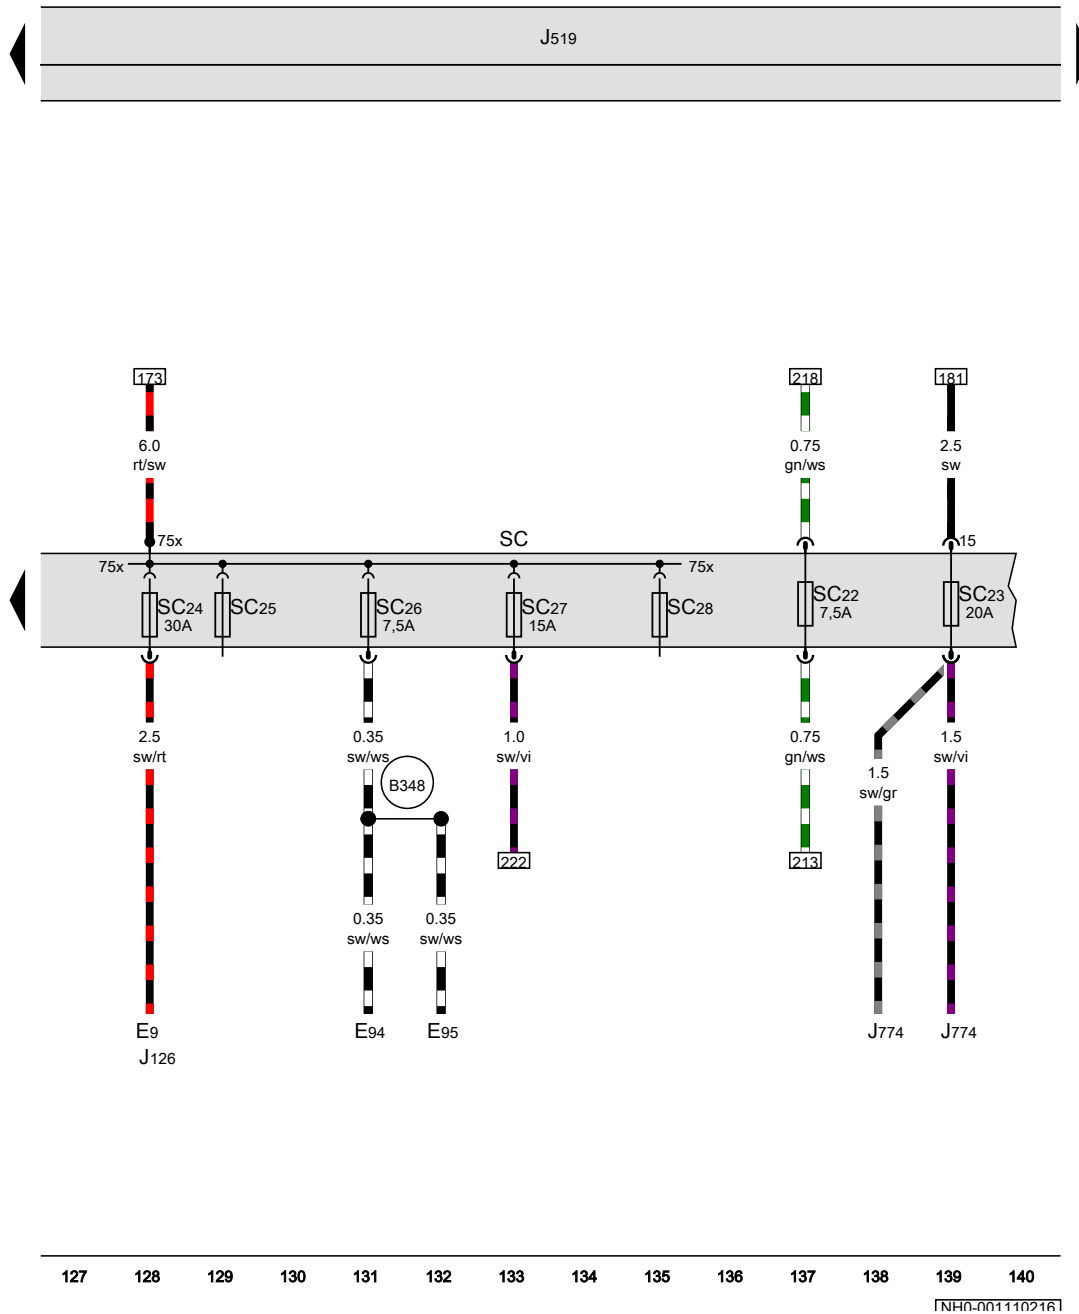 J519
173
218
181
6.0
rt/sw
0.75
gn/ws
2.5
sw
75x
SC
15
75x
75x
SC24
30A
SC25
SC26
7,5A
SC27
15A
SC28
SC22
7,5A
SC23
20A
2.5
sw/rt
0.35
sw/ws
1.0
sw/vi
0.75
gn/ws
1.5
sw/vi
1.5
sw/gr
B348
222
213
0.35
sw/ws
0.35
sw/ws
E9
J126
E94
E95
J774
J774
127 128 129 130 131 132 133 134 135 136 137 138 139 140
NH0-001110216